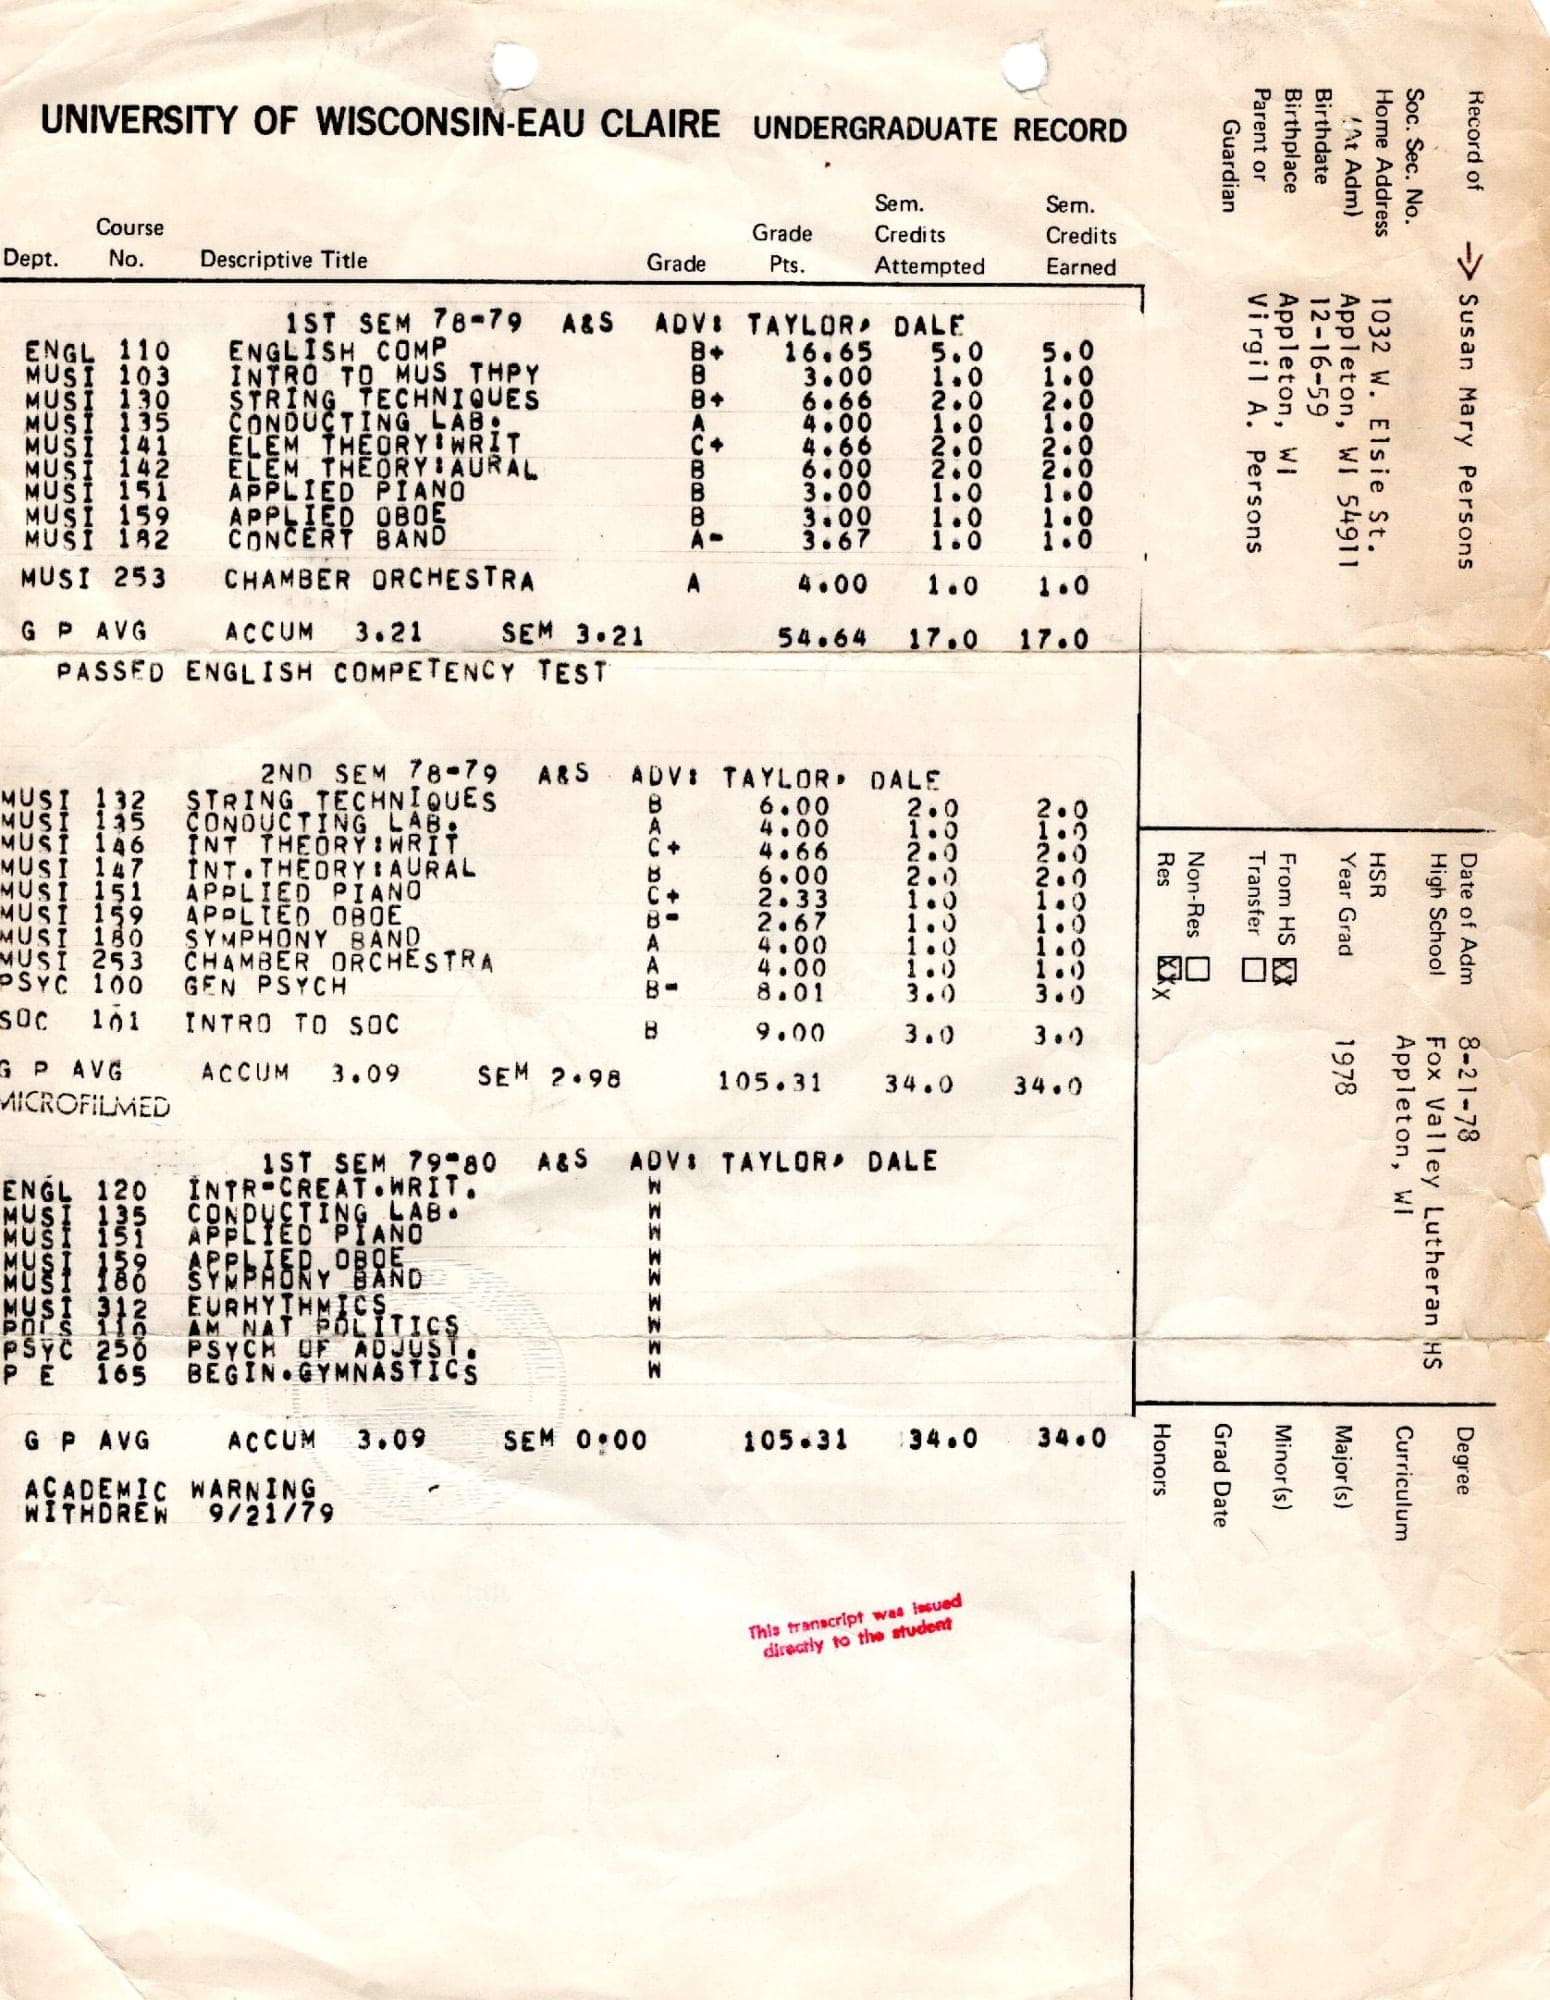 UNIVERSITY OF WISCONSIN-EAU CLAIRE UNDERGRADUATE RECORD
Dept. Course No. Descriptive Title Grade Grade Pts. Sem. Credits Attempted Sem. Credits Earned
1ST SEM 78-79 A&S ADV: TAYLOR, DALE
ENGL 110 ENGLISH COMP B+ 16.65 5.0 5.0
MUSI 103 INTRO TO MUS THPY B 3.00 1.0 1.0
MUSI 130 STRING TECHNIQUES B+ 6.66 2.0 2.0
MUSI 135 CONDUCTING LAB. A 4.00 1.0 1.0
MUSI 141 ELEM THEORY:WRIT C+ 4.66 2.0 2.0
MUSI 142 ELEM THEORY:AURAL B 6.00 2.0 2.0
MUSI 151 APPLIED PIANO B 3.00 1.0 1.0
MUSI 159 APPLIED OBOE B 3.00 1.0 1.0
MUSI 182 CONCERT BAND A- 3.67 1.0 1.0
MUSI 253 CHAMBER ORCHESTRA A 4.00 1.0 1.0
G P AVG ACCUM 3.21 SEM 3.21 54.64 17.0 17.0
PASSED ENGLISH COMPETENCY TEST
2ND SEM 78-79 A&S ADV: TAYLOR, DALE
MUSI 132 STRING TECHNIQUES B 6.00 2.0 2.0
MUSI 135 CONDUCTING LAB. A 4.00 1.0 1.0
MUSI 146 INT THEORY:WRIT C+ 4.66 2.0 2.0
MUSI 147 INT.THEORY:AURAL B 6.00 2.0 2.0
MUSI 151 APPLIED PIANO C+ 2.33 1.0 1.0
MUSI 159 APPLIED OBOE B- 2.67 1.0 1.0
MUSI 180 SYMPHONY BAND A 4.00 1.0 1.0
MUSI 253 CHAMBER ORCHESTRA A 4.00 1.0 1.0
PSYC 100 GEN PSYCH B- 8.01 3.0 3.0
SOC 101 INTRO TO SOC B 9.00 3.0 3.0
G P AVG ACCUM 3.09 SEM 2.98 105.31 34.0 34.0
MICROFILMED
1ST SEM 79-80 A&S ADV: TAYLOR, DALE
ENGL 120 INTR-CREAT.WRIT. W
MUSI 135 CONDUCTING LAB. W
MUSI 151 APPLIED PIANO W
MUSI 159 APPLIED OBOE W
MUSI 180 SYMPHONY BAND W
MUSI 312 EURHYTHMICS W
POLS 110 AM NAT POLITICS W
PSYC 250 PSYCH OF ADJUST. W
P E 165 BEGIN.GYMNASTICS W
G P AVG ACCUM 3.09 SEM 0.00 105.31 34.0 34.0
ACADEMIC WARNING
WITHDREW 9/21/79
This transcript was issued
directly to the student
Record of → Susan Mary Persons
Soc. Sec. No.
Home Address 1032 W. Elsie St.
(At Adm) Appleton, WI 54911
Birthdate 12-16-59
Birthplace Appleton, WI
Parent or Virgil A. Persons
Guardian
Date of Adm 8-21-78
High School Fox Valley Lutheran HS
Appleton, WI
HSR
Year Grad 1978
From HS XX
Transfer
Non-Res
Res XXX
Degree
Curriculum
Major(s)
Minor(s)
Grad Date
Honors